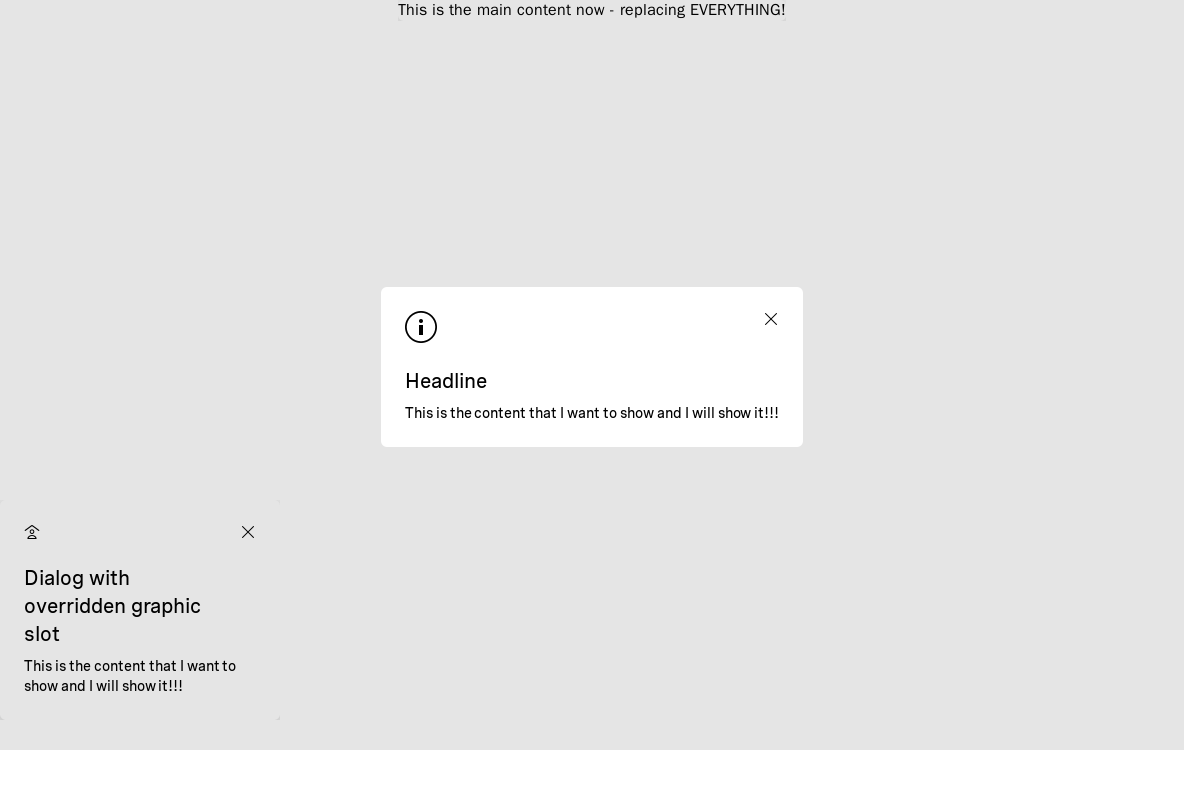 This is the main content now - replacing EVERYTHING!
Headline
This is the content that I want to show and I will show it!!!
Dialog with
overridden graphic
slot
This is the content that I want to
show and I will show it!!!